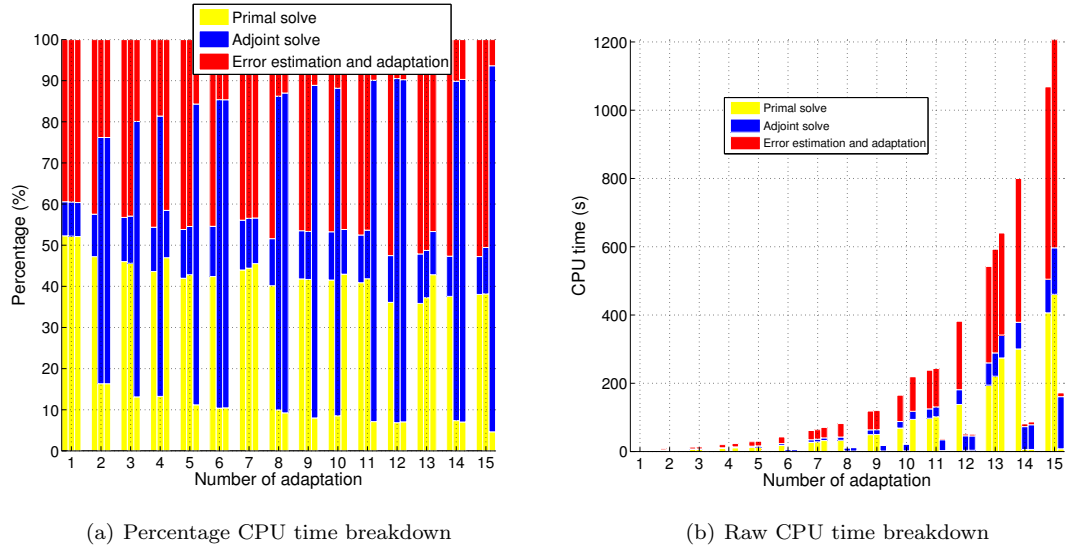 Primal solve
Adjoint solve
Error estimation and adaptation
100
90
80
70
60
50
40
30
20
10
0
Percentage (%)
1 2 3 4 5 6 7 8 9 10 11 12 13 14 15
Number of adaptation
(a) Percentage CPU time breakdown
Primal solve
Adjoint solve
Error estimation and adaptation
1200
1000
800
600
400
200
0
CPU time (s)
1 2 3 4 5 6 7 8 9 10 11 12 13 14 15
Number of adaptation
(b) Raw CPU time breakdown